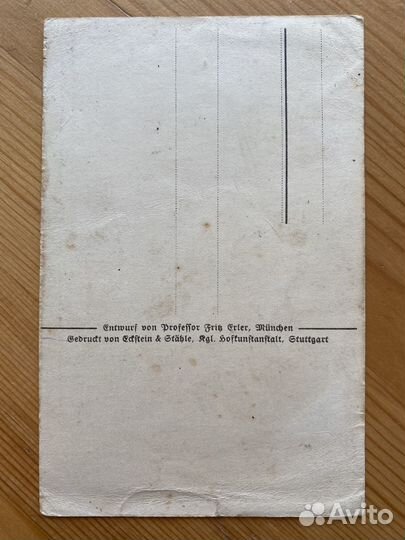 Entwurf von Professor Fritz Erler, München
Gedruckt von Eckstein & Stähle, Kgl. Hofkunstanstalt, Stuttgart
Avito